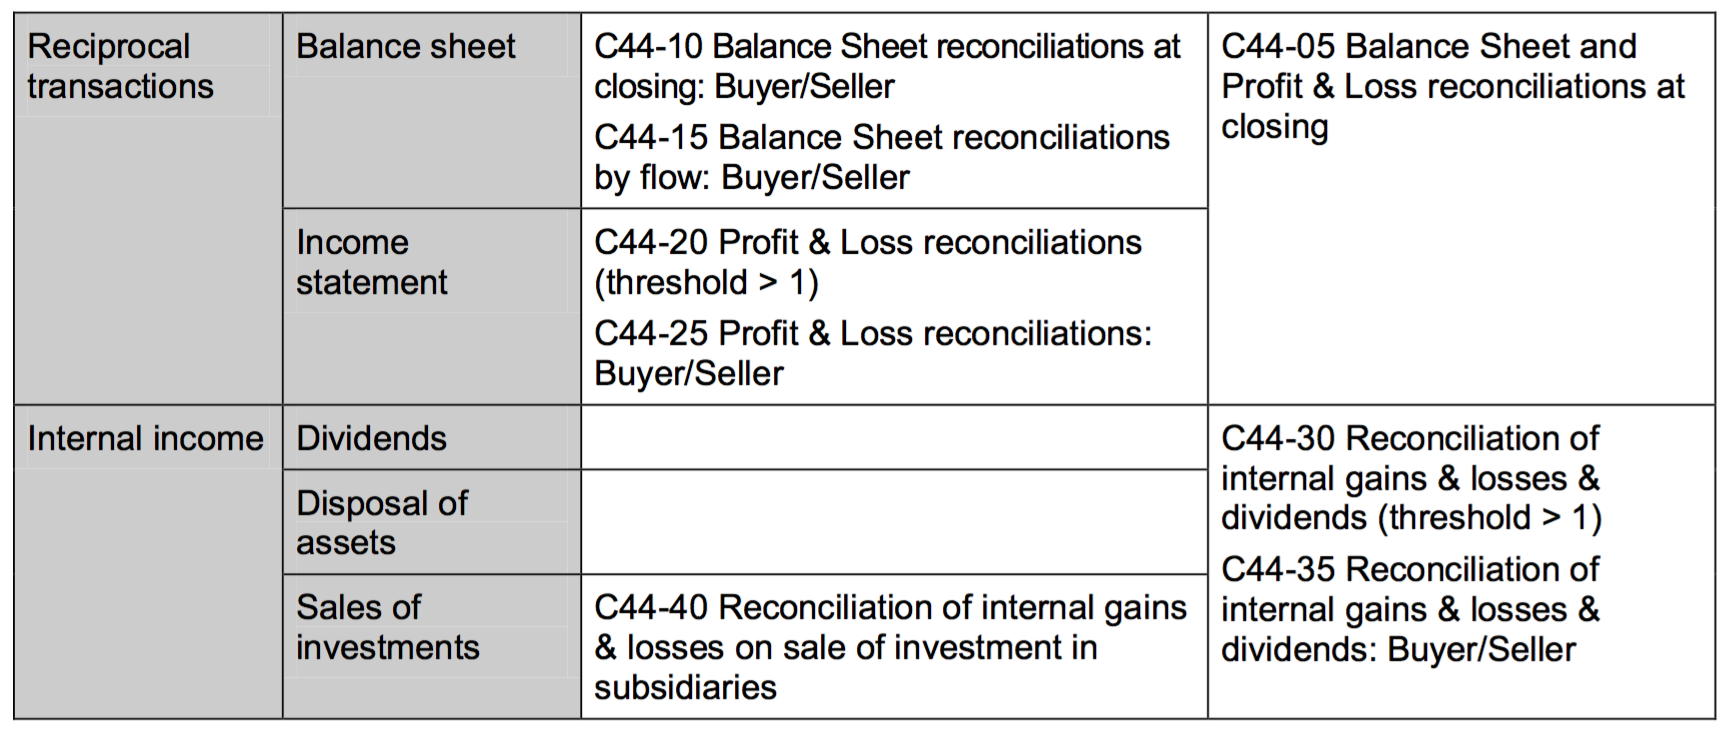 Reciprocal
transactions
Balance sheet
C44-10 Balance Sheet reconciliations at
closing: Buyer/Seller
C44-15 Balance Sheet reconciliations
by flow: Buyer/Seller
C44-05 Balance Sheet and
Profit & Loss reconciliations at
closing
Income
statement
C44-20 Profit & Loss reconciliations
(threshold > 1)
C44-25 Profit & Loss reconciliations:
Buyer/Seller
Internal income
Dividends
C44-30 Reconciliation of
internal gains & losses &
dividends (threshold > 1)
C44-35 Reconciliation of
internal gains & losses &
dividends: Buyer/Seller
Disposal of
assets
Sales of
investments
C44-40 Reconciliation of internal gains
& losses on sale of investment in
subsidiaries